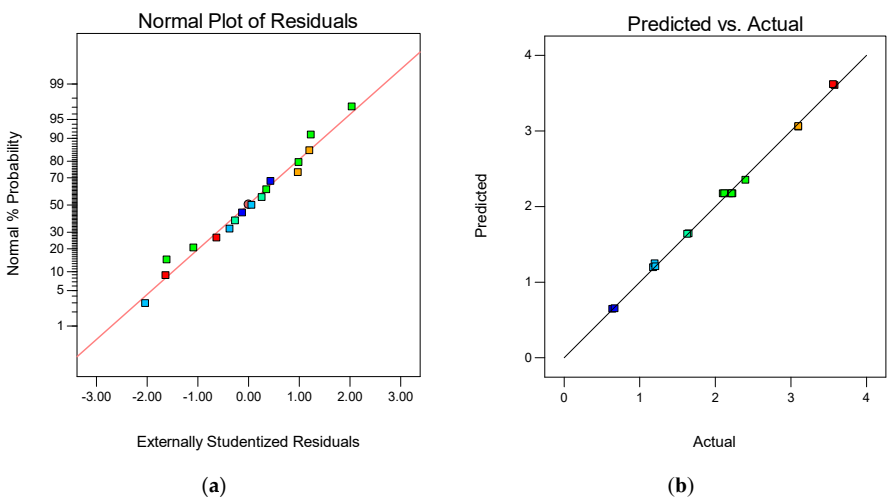 Normal Plot of Residuals
Normal % Probability
99
95
90
80
70
50
30
20
10
5
1
-3.00 -2.00 -1.00 0.00 1.00 2.00 3.00
Externally Studentized Residuals
(a)
Predicted vs. Actual
Predicted
4
3
2
1
0
0 1 2 3 4
Actual
(b)